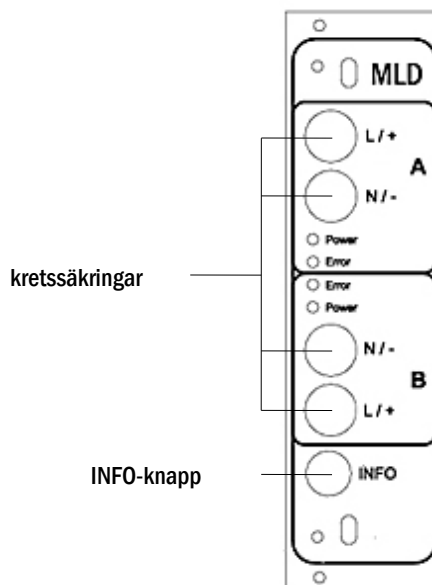 MLD
L / +
A
N / -
Power
Error
kretssäkringar
Error
Power
N / -
B
L / +
INFO-knapp
INFO